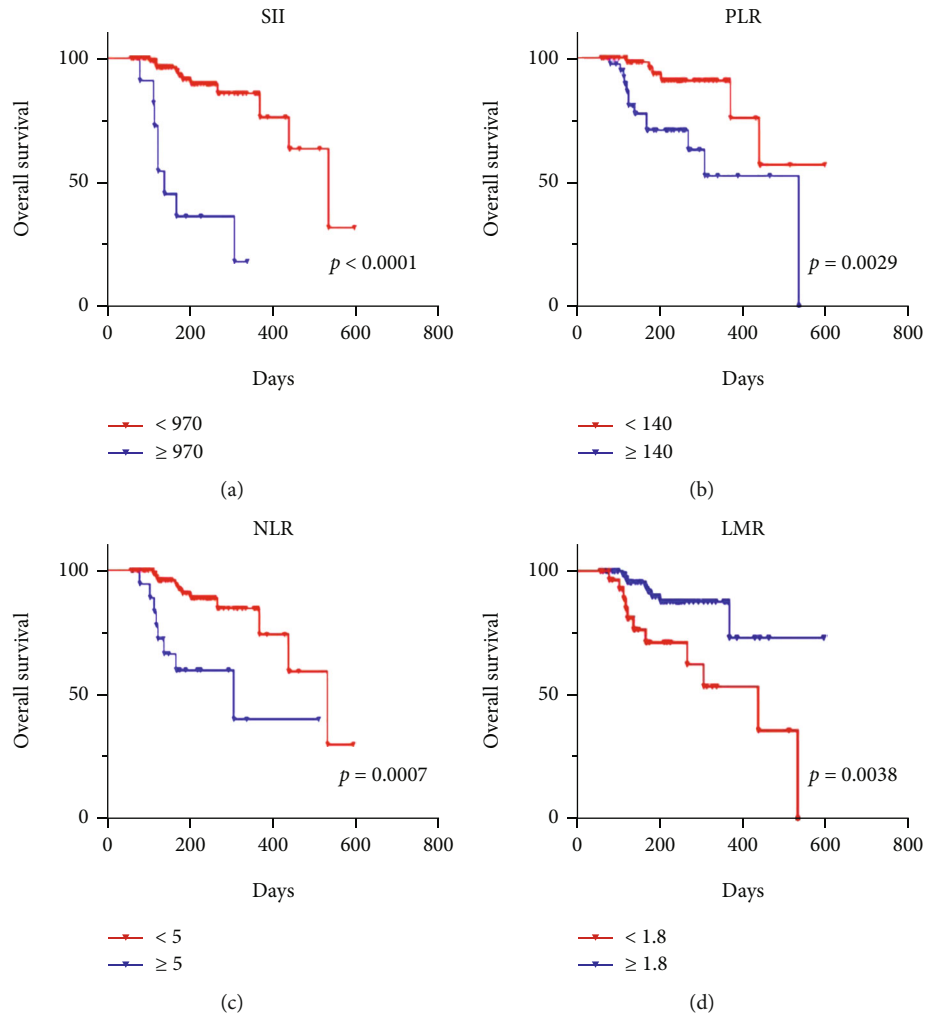 SII
100
50
0
Overall survival
p < 0.0001
0 200 400 600 800
Days
< 970
≥ 970
(a)
PLR
100
50
0
Overall survival
p = 0.0029
0 200 400 600 800
Days
< 140
≥ 140
(b)
NLR
100
50
0
Overall survival
p = 0.0007
0 200 400 600 800
Days
< 5
≥ 5
(c)
LMR
100
50
0
Overall survival
p = 0.0038
0 200 400 600 800
Days
< 1.8
≥ 1.8
(d)